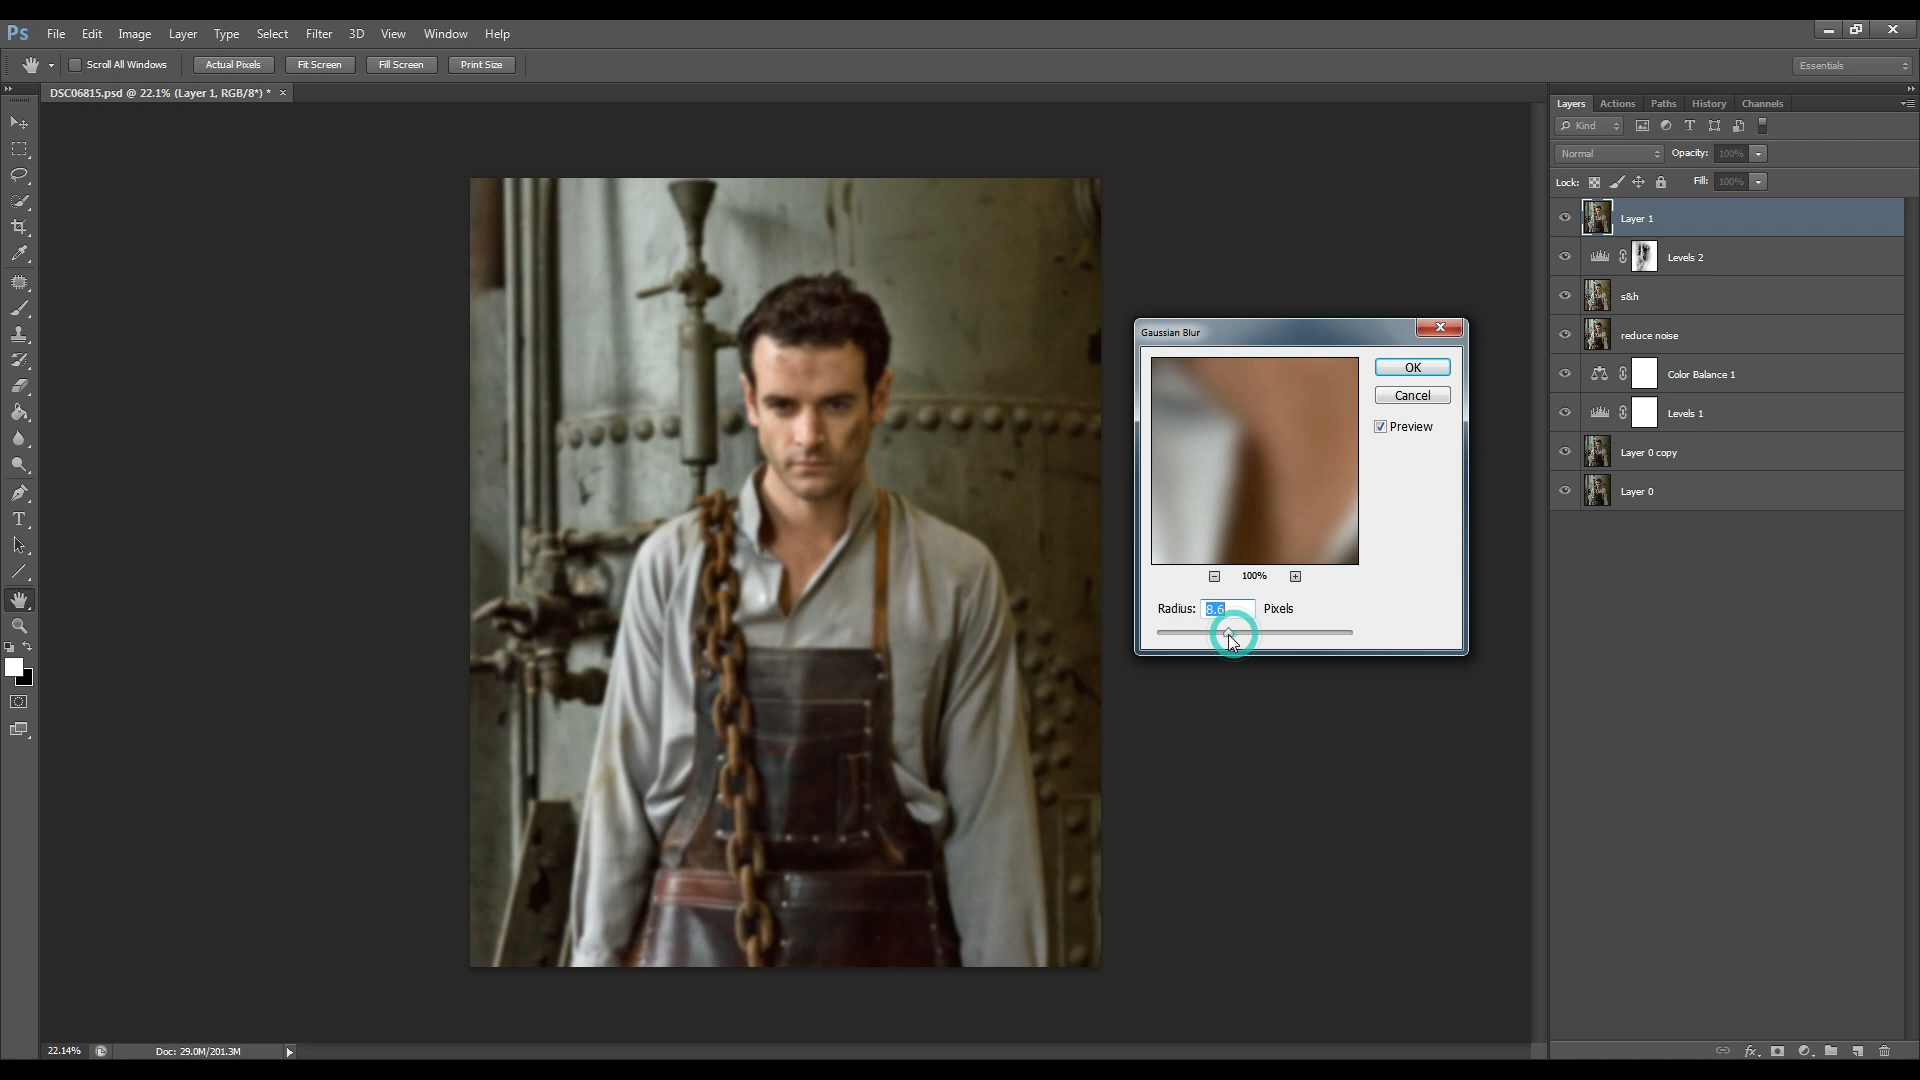 Ps File Edit Image Layer Type Select Filter 3D View Window Help
Scroll All Windows Actual Pixels Fit Screen Fill Screen Print Size Essentials
DSC06815.psd @ 22.1% (Layer 1, RGB/8*) * ×
Layers Actions Paths History Channels
Kind
Normal Opacity: 100%
Lock: Fill: 100%
Layer 1
Levels 2
s&h
reduce noise
Color Balance 1
Levels 1
Layer 0 copy
Layer 0
Gaussian Blur
OK
Cancel
Preview
100%
Radius: 8.6 Pixels
22.14% Doc: 29.0M/201.3M